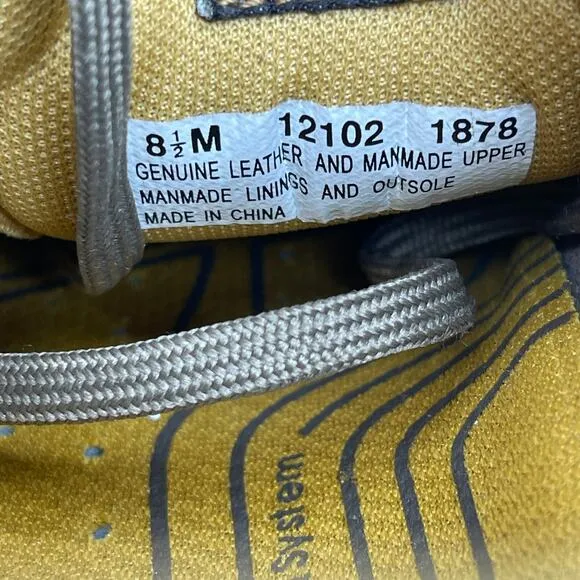 8½M 12102 1878
GENUINE LEATHER AND MANMADE UPPER
MANMADE LININGS AND OUTSOLE
MADE IN CHINA
System